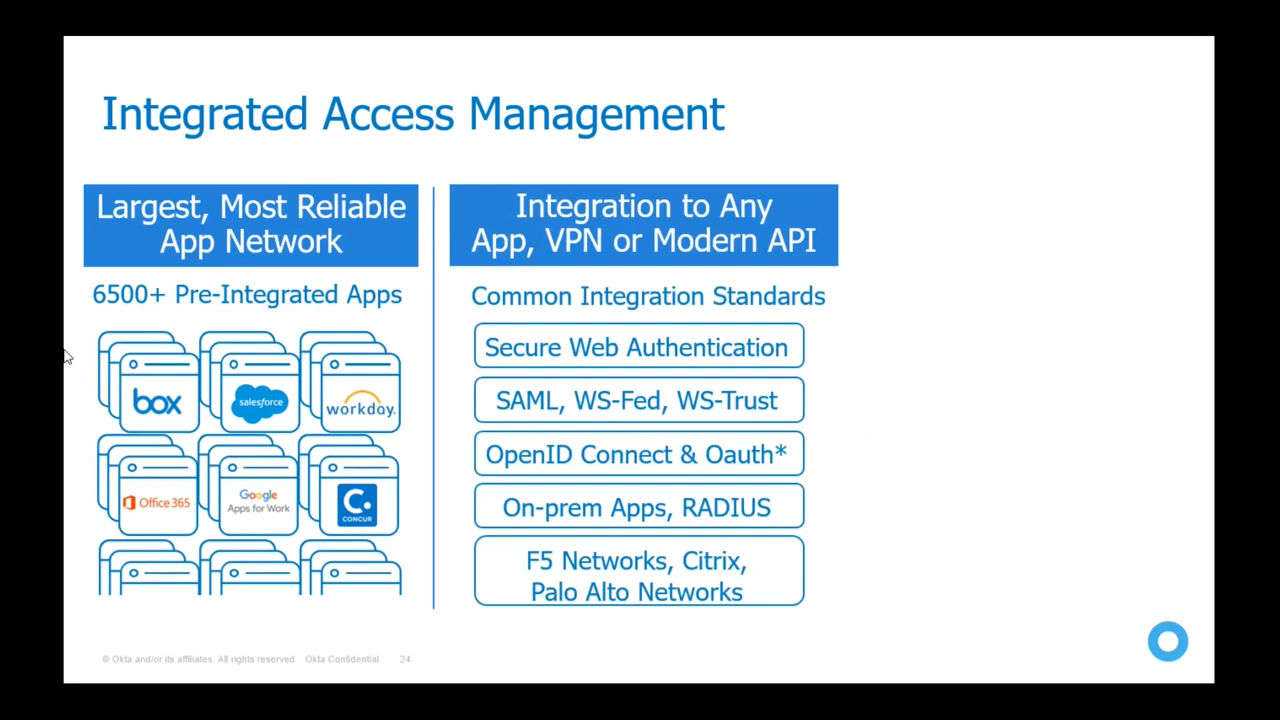 Integrated Access Management
Largest, Most Reliable
App Network
6500+ Pre-Integrated Apps
box
salesforce
workday.
Office 365
Google
Apps for Work
C.
CONCUR
Integration to Any
App, VPN or Modern API
Common Integration Standards
Secure Web Authentication
SAML, WS-Fed, WS-Trust
OpenID Connect & Oauth*
On-prem Apps, RADIUS
F5 Networks, Citrix,
Palo Alto Networks
© Okta and/or its affiliates. All rights reserved. Okta Confidential 24